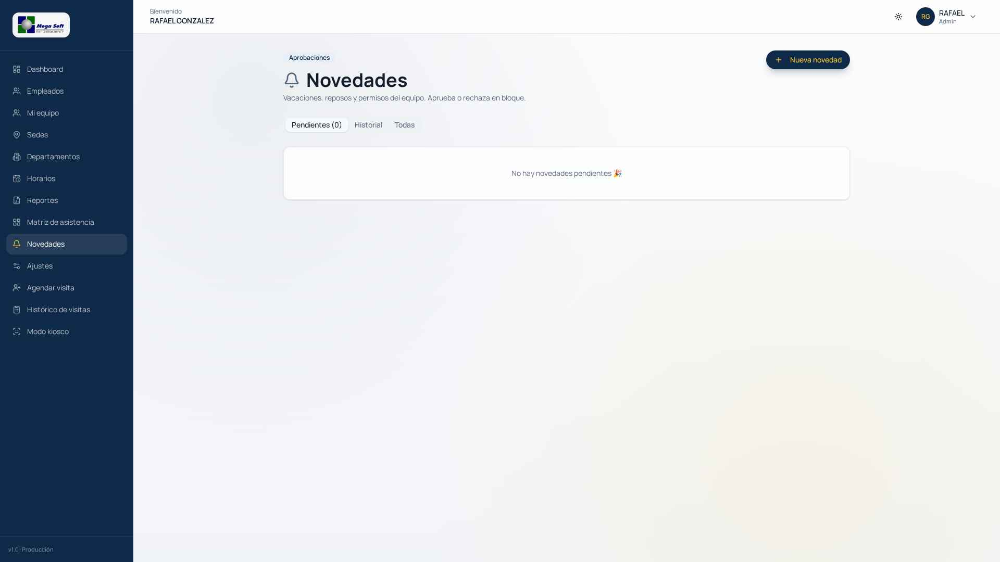 Mega Soft
Bienvenido
RAFAEL GONZALEZ
RG
RAFAEL
Admin
Dashboard
Empleados
Mi equipo
Sedes
Departamentos
Horarios
Reportes
Matriz de asistencia
Novedades
Ajustes
Agendar visita
Histórico de visitas
Modo kiosco
v1.0 · Producción
Aprobaciones
Nueva novedad
Novedades
Vacaciones, reposos y permisos del equipo. Aprueba o rechaza en bloque.
Pendientes (0)
Historial
Todas
No hay novedades pendientes 🎉